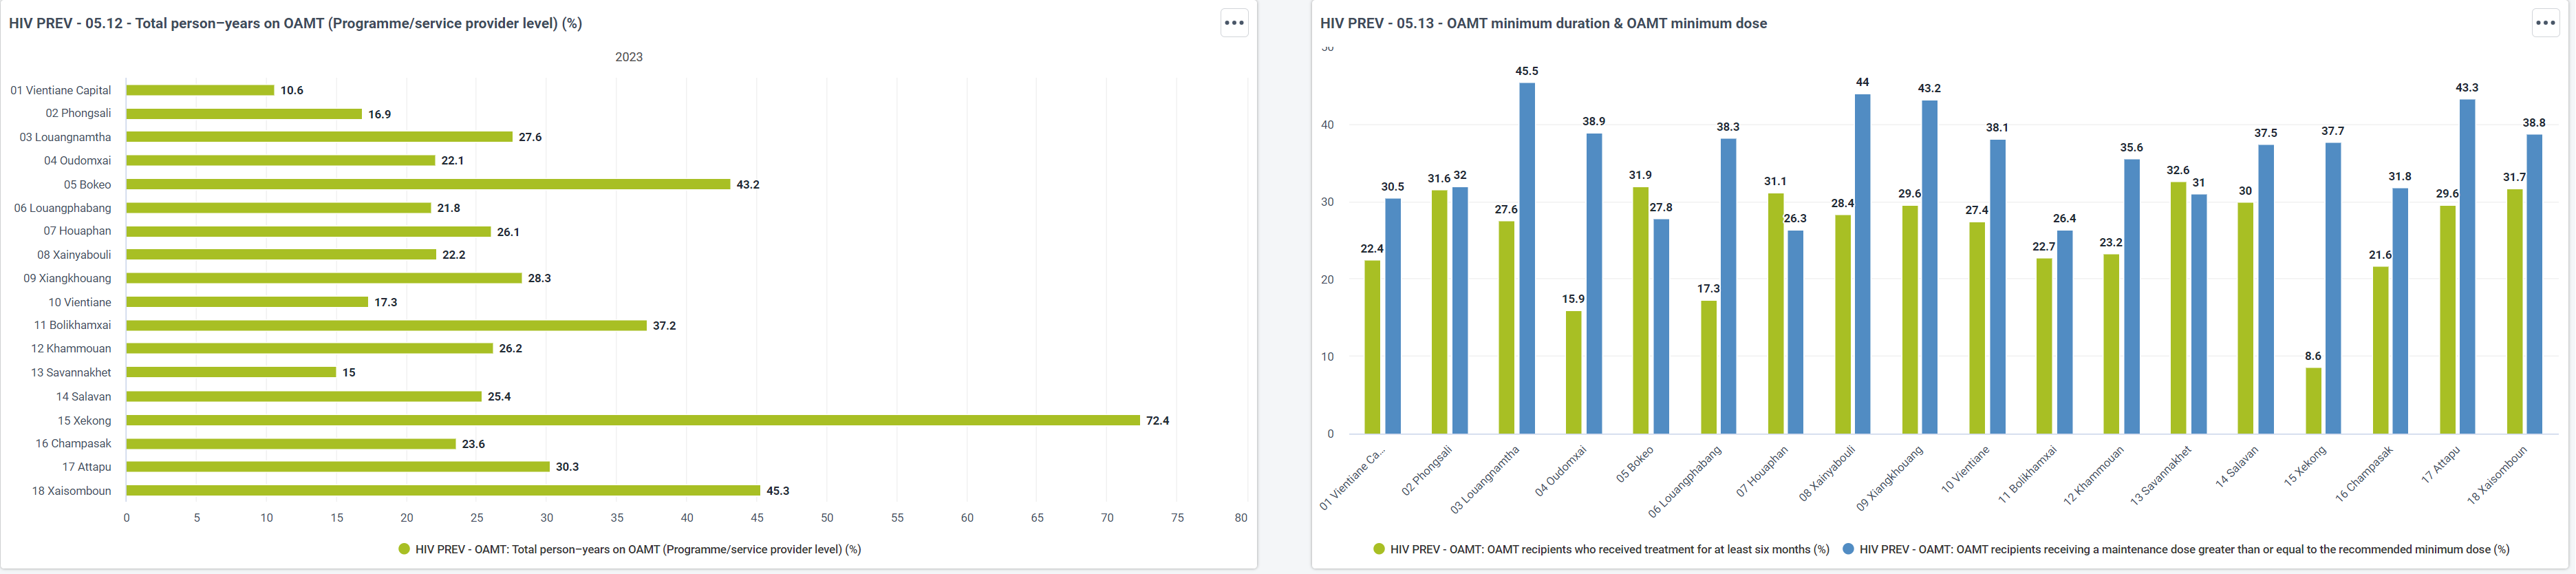 HIV PREV - 05.12 - Total person–years on OAMT (Programme/service provider level) (%)
2023
01 Vientiane Capital 10.6
02 Phongsali 16.9
03 Louangnamtha 27.6
04 Oudomxai 22.1
05 Bokeo 43.2
06 Louangphabang 21.8
07 Houaphan 26.1
08 Xainyabouli 22.2
09 Xiangkhouang 28.3
10 Vientiane 17.3
11 Bolikhamxai 37.2
12 Khammouan 26.2
13 Savannakhet 15
14 Salavan 25.4
15 Xekong 72.4
16 Champasak 23.6
17 Attapu 30.3
18 Xaisomboun 45.3
0 5 10 15 20 25 30 35 40 45 50 55 60 65 70 75 80
HIV PREV - OAMT: Total person–years on OAMT (Programme/service provider level) (%)
HIV PREV - 05.13 - OAMT minimum duration & OAMT minimum dose
50
40
30
20
10
0
22.4 30.5
31.6 32
27.6 45.5
15.9 38.9
31.9 27.8
17.3 38.3
31.1 26.3
28.4 44
29.6 43.2
27.4 38.1
22.7 26.4
23.2 35.6
32.6 31
30 37.5
8.6 37.7
21.6 31.8
29.6 43.3
31.7 38.8
01 Vientiane Ca...
02 Phongsali
03 Louangnamtha
04 Oudomxai
05 Bokeo
06 Louangphabang
07 Houaphan
08 Xainyabouli
09 Xiangkhouang
10 Vientiane
11 Bolikhamxai
12 Khammouan
13 Savannakhet
14 Salavan
15 Xekong
16 Champasak
17 Attapu
18 Xaisomboun
HIV PREV - OAMT: OAMT recipients who received treatment for at least six months (%)
HIV PREV - OAMT: OAMT recipients receiving a maintenance dose greater than or equal to the recommended minimum dose (%)